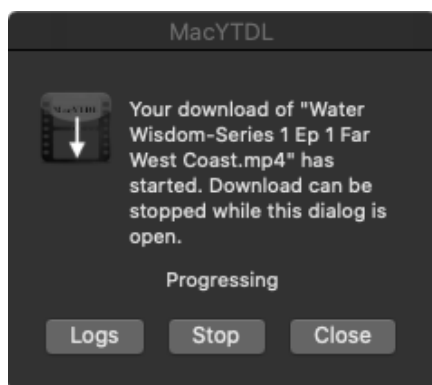 MacYTDL
MacYTDL
Your download of "Water
Wisdom-Series 1 Ep 1 Far
West Coast.mp4" has
started. Download can be
stopped while this dialog is
open.
Progressing
Logs
Stop
Close